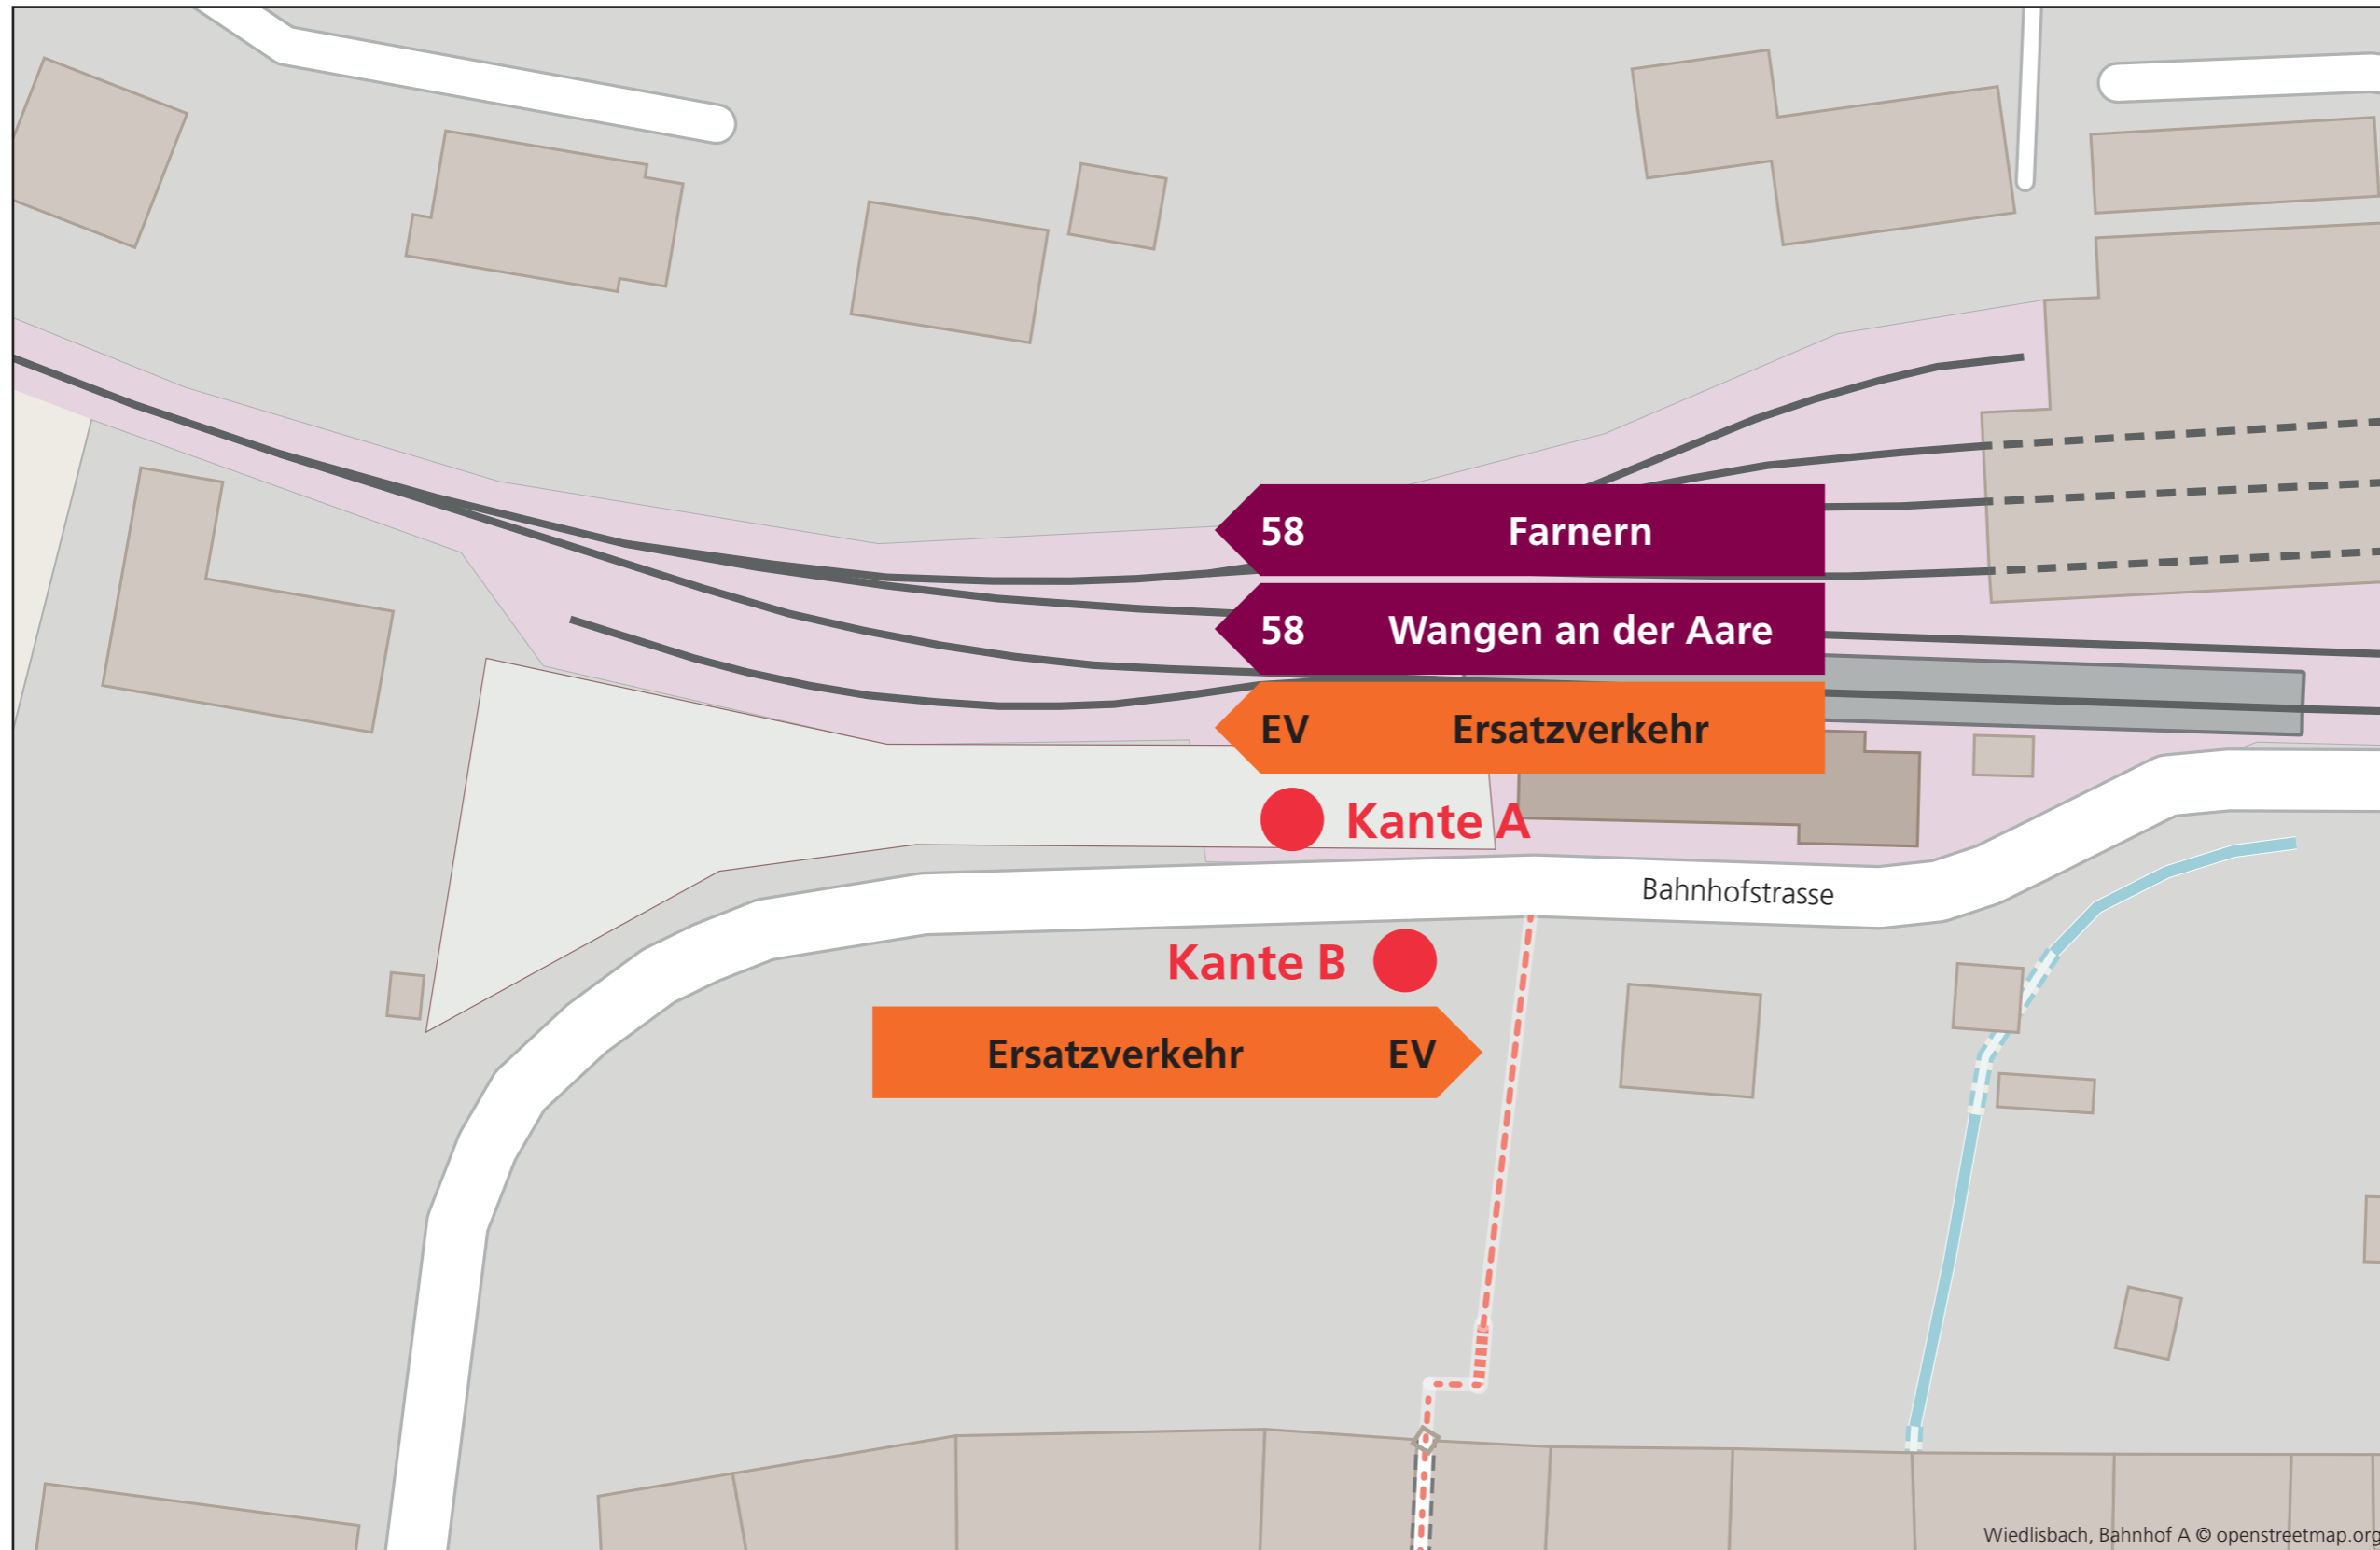 58 Farnern
58 Wangen an der Aare
EV Ersatzverkehr
Kante A
Bahnhofstrasse
Kante B
Ersatzverkehr EV
Wiedlisbach, Bahnhof A © openstreetmap.org